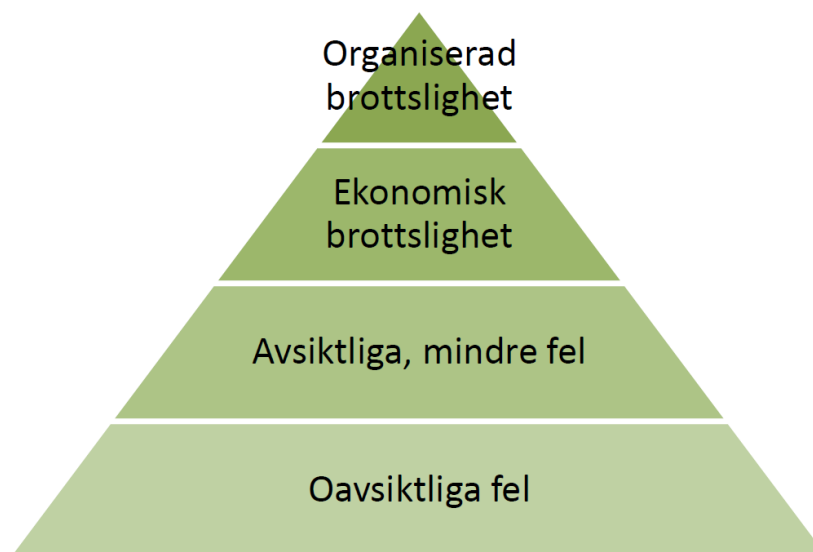 Organiserad
brottslighet
Ekonomisk
brottslighet
Avsiktliga, mindre fel
Oavsiktliga fel